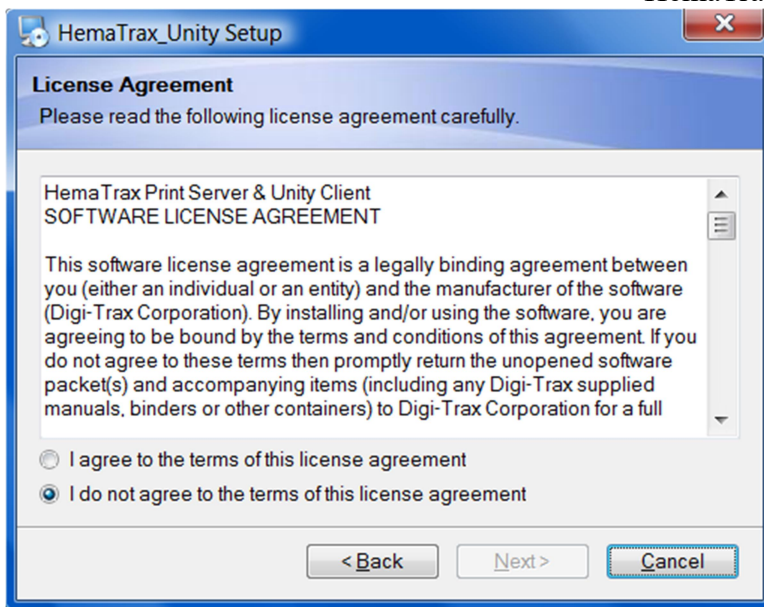 HemaTrax_Unity Setup
License Agreement
Please read the following license agreement carefully.
HemaTrax Print Server & Unity Client
SOFTWARE LICENSE AGREEMENT
This software license agreement is a legally binding agreement between
you (either an individual or an entity) and the manufacturer of the software
(Digi-Trax Corporation). By installing and/or using the software, you are
agreeing to be bound by the terms and conditions of this agreement. If you
do not agree to these terms then promptly return the unopened software
packet(s) and accompanying items (including any Digi-Trax supplied
manuals, binders or other containers) to Digi-Trax Corporation for a full
I agree to the terms of this license agreement
I do not agree to the terms of this license agreement
< Back Next > Cancel